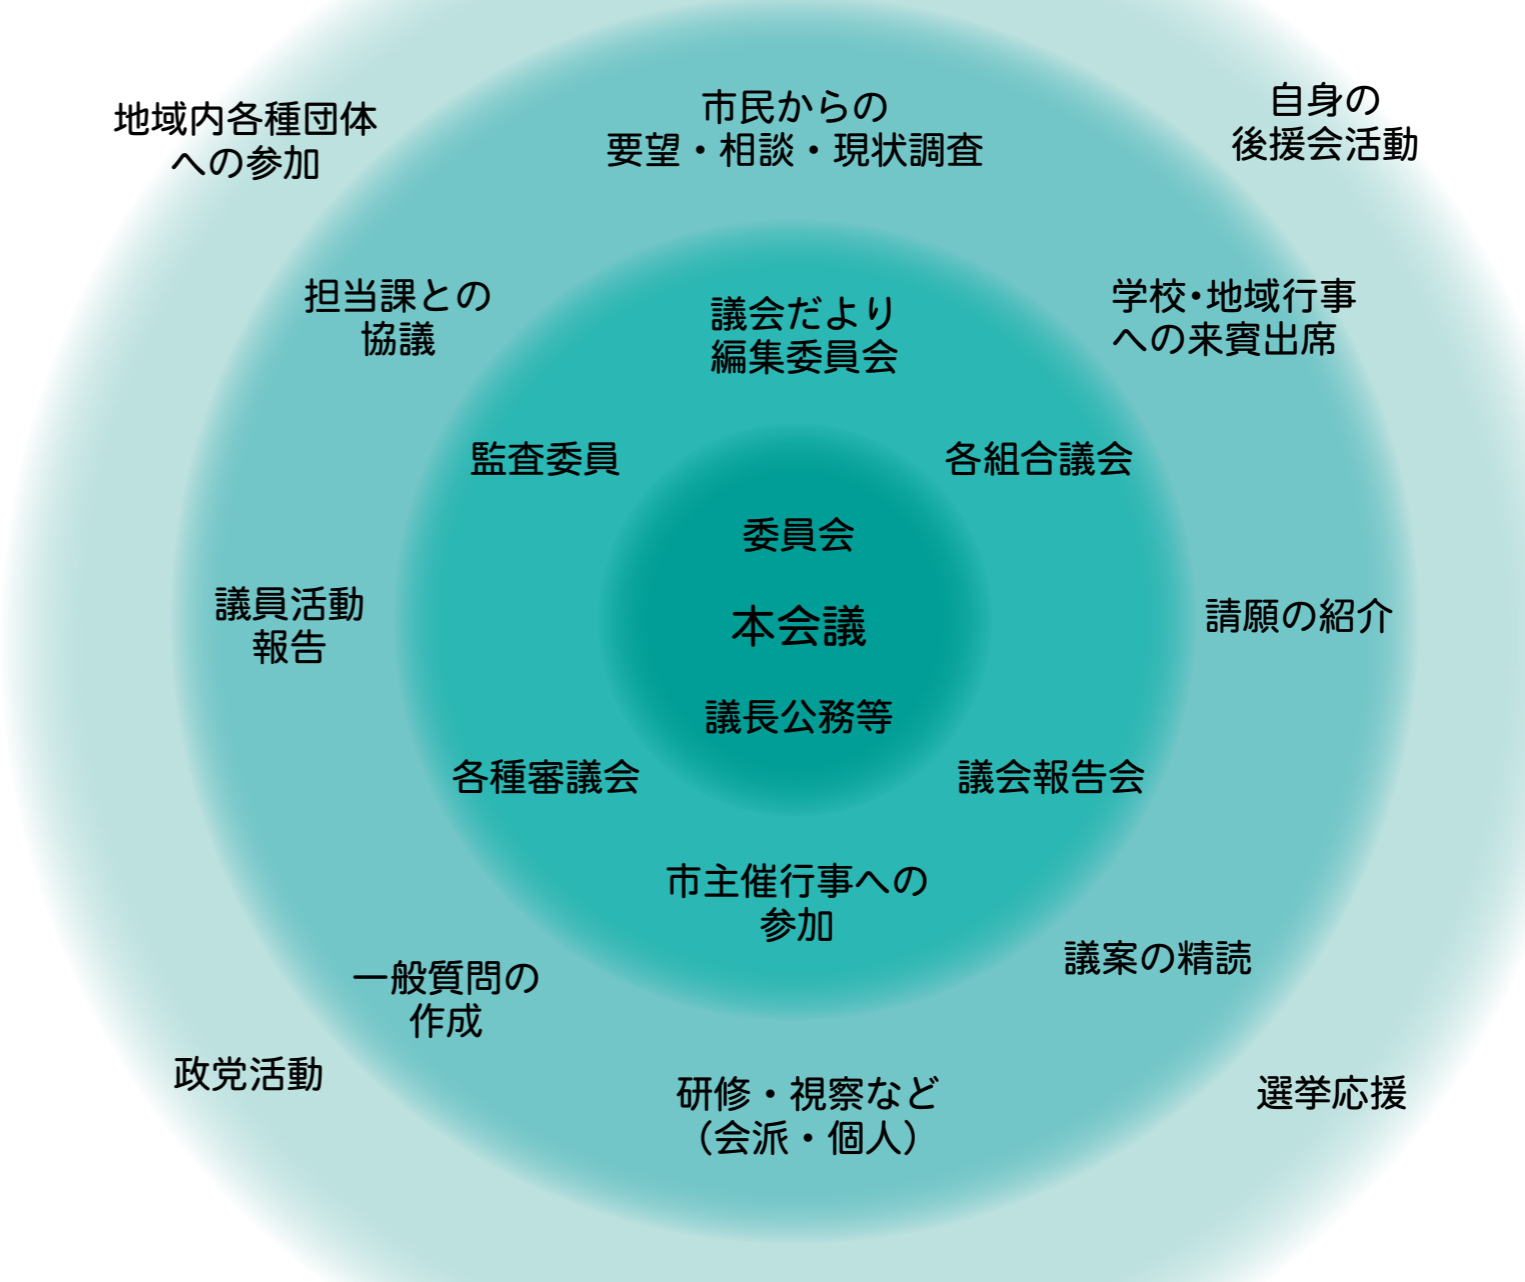 地域内各種団体
への参加
市民からの
要望・相談・現状調査
自身の
後援会活動
担当課との
協議
議会だより
編集委員会
学校・地域行事
への来賓出席
監査委員
各組合議会
委員会
本会議
議長公務等
議員活動
報告
請願の紹介
各種審議会
議会報告会
市主催行事への
参加
一般質問の
作成
議案の精読
政党活動
研修・視察など
（会派・個人）
選挙応援